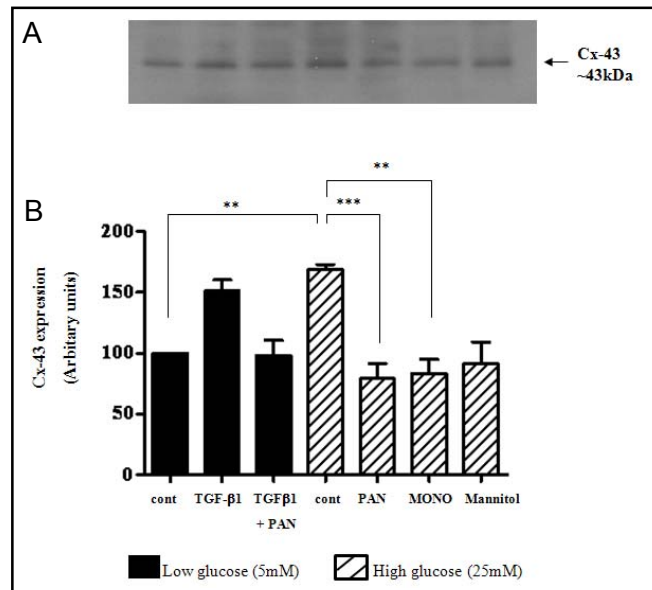 A
Cx-43
~43kDa
B
**
**
***
200
150
100
50
0
Cx-43 expression
(Arbitary units)
cont TGF-β1 TGFβ1 cont PAN MONO Mannitol
+ PAN
Low glucose (5mM) High glucose (25mM)